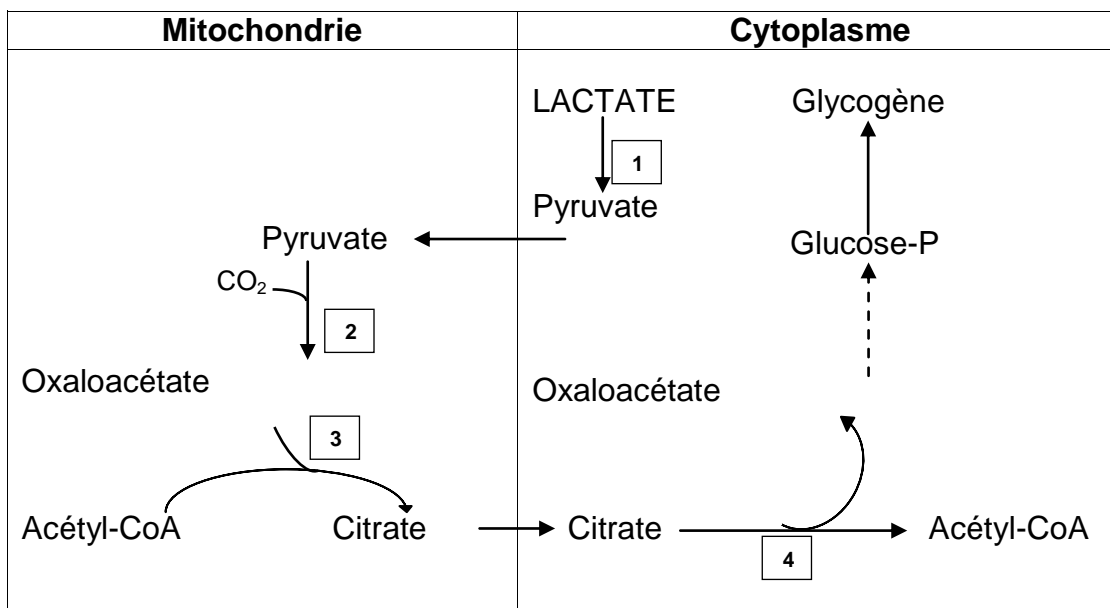 Mitochondrie
Cytoplasme
LACTATE
Glycogène
1
Pyruvate
Pyruvate
Glucose-P
CO₂
2
Oxaloacétate
Oxaloacétate
3
Acétyl-CoA
Citrate
Citrate
Acétyl-CoA
4